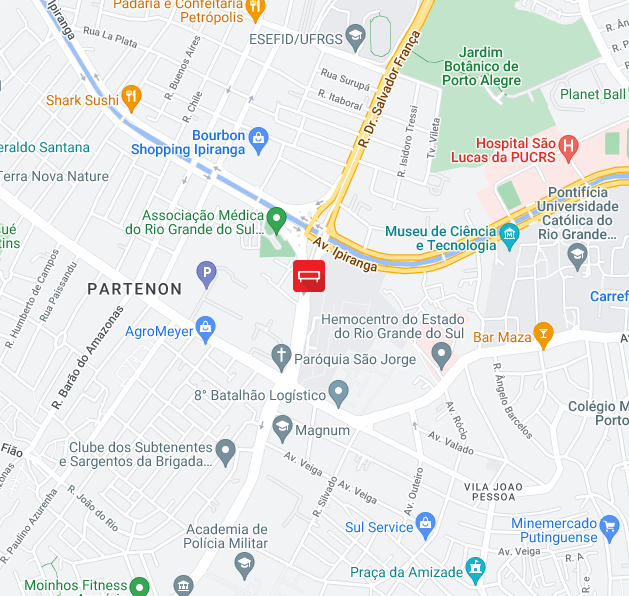 Padaria e Confeitaria
Petrópolis
Ipiranga
Rua La Plata
ESEFID/UFRGS
R. Dr. Salvador França
Jardim
Botânico de
Porto Alegre
R. Buenos Aires
R. Chile
Rua Surupá
R. Itaboraí
R. Isidoro Tressi
Tv. Vileta
Shark Sushi
Planet Ball
Bourbon
Shopping Ipiranga
Hospital São
Lucas da PUCRS
eraldo Santana
Terra Nova Nature
Pontifícia
Universidade
Católica do
Rio Grande...
Associação Médica
do Rio Grande do Sul...
Museu de Ciência
e Tecnologia
Av. Ipiranga
sué
tins
R. Humberto de Campos
Rua Paissandu
P
PARTENON
Carref
AgroMeyer
Hemocentro do Estado
do Rio Grande do Sul
Bar Maza
R. Barão do Amazonas
Paróquia São Jorge
8° Batalhão Logístico
R. Ângelo Barcelos
Colégio M
Porto
Av. Rócio
Magnum
Av. Valado
Clube dos Subtenentes
e Sargentos da Brigada...
Fião
Av. Veiga
Av. Veiga
R. Silvado
Av. Outeiro
VILA JOAO
PESSOA
R. João do Rio
R. Paulino Azurenha
Sul Service
Minemercado
Putinguense
Academia de
Polícia Militar
Av. Veiga
R. A
R. e
Praça da Amizade
Moinhos Fitness